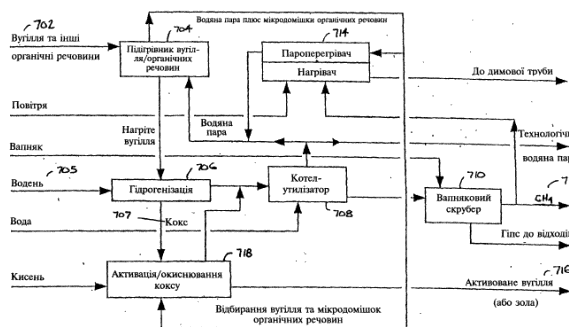 Водяна пара плюс мікродомішки органічних речовин
702
704
714
Вугілля та інші
органічні речовини
Підігрівник вугіл-
ля/органічних
речовин
Пароперегрівач
Нагрівач
До димової труби
Повітря
Нагріте
вугілля
Водяна
пара
Технологіч
водяна пар
Вапняк
705
Водень
706
Гідрогенізація
Котел-
утилізатор
708
710
Вапняковий
скрубер
7
CH4
707
Кокс
Вода
Гіпс до відході
718
716
Кисень
Активація/окиснювання
коксу
Активоване вугілля
(або зола)
Відбирання вугілля та мікродомішок
органічних речовин